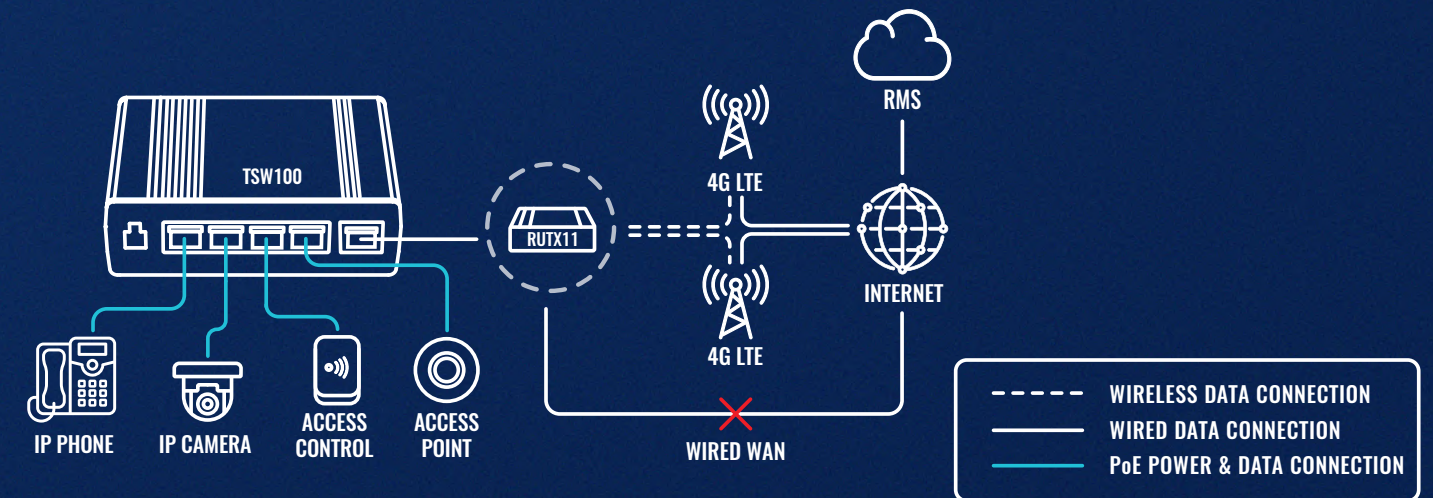 RMS
4G LTE
TSW100
RUTX11
INTERNET
4G LTE
IP PHONE
IP CAMERA
ACCESS
CONTROL
ACCESS
POINT
WIRED WAN
WIRELESS DATA CONNECTION
WIRED DATA CONNECTION
PoE POWER & DATA CONNECTION